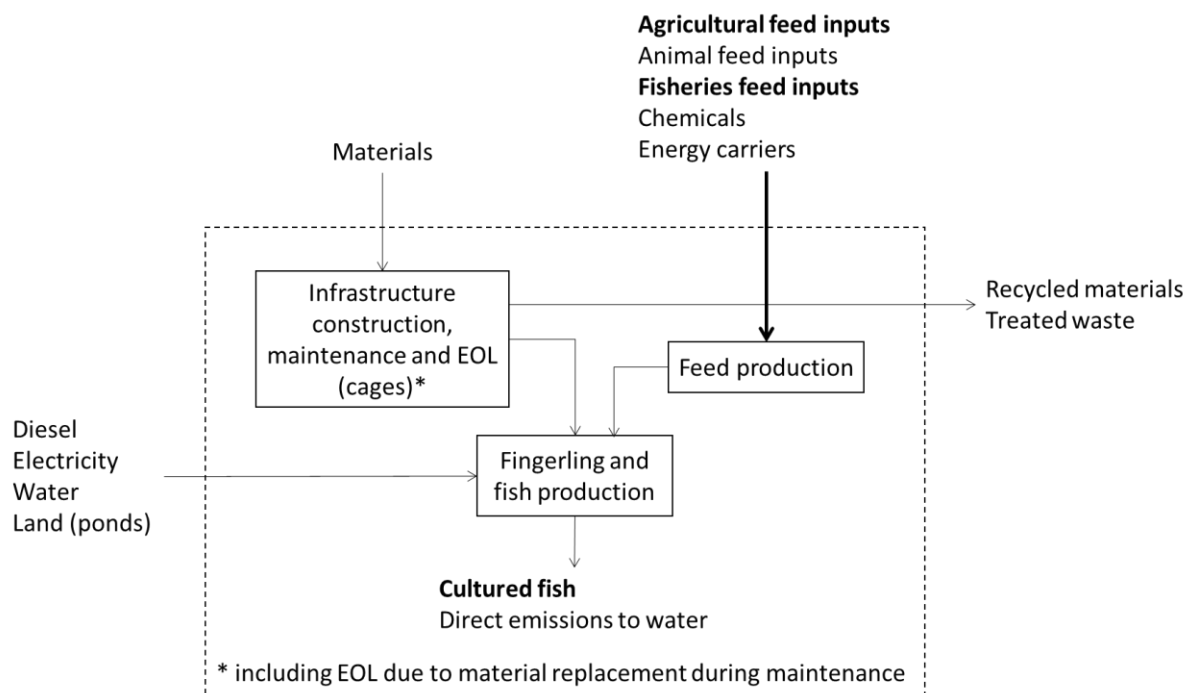 Agricultural feed inputs
Animal feed inputs
Fisheries feed inputs
Chemicals
Energy carriers
Materials
Infrastructure
construction,
maintenance and EOL
(cages)*
Recycled materials
Treated waste
Feed production
Diesel
Electricity
Water
Land (ponds)
Fingerling and
fish production
Cultured fish
Direct emissions to water
* including EOL due to material replacement during maintenance